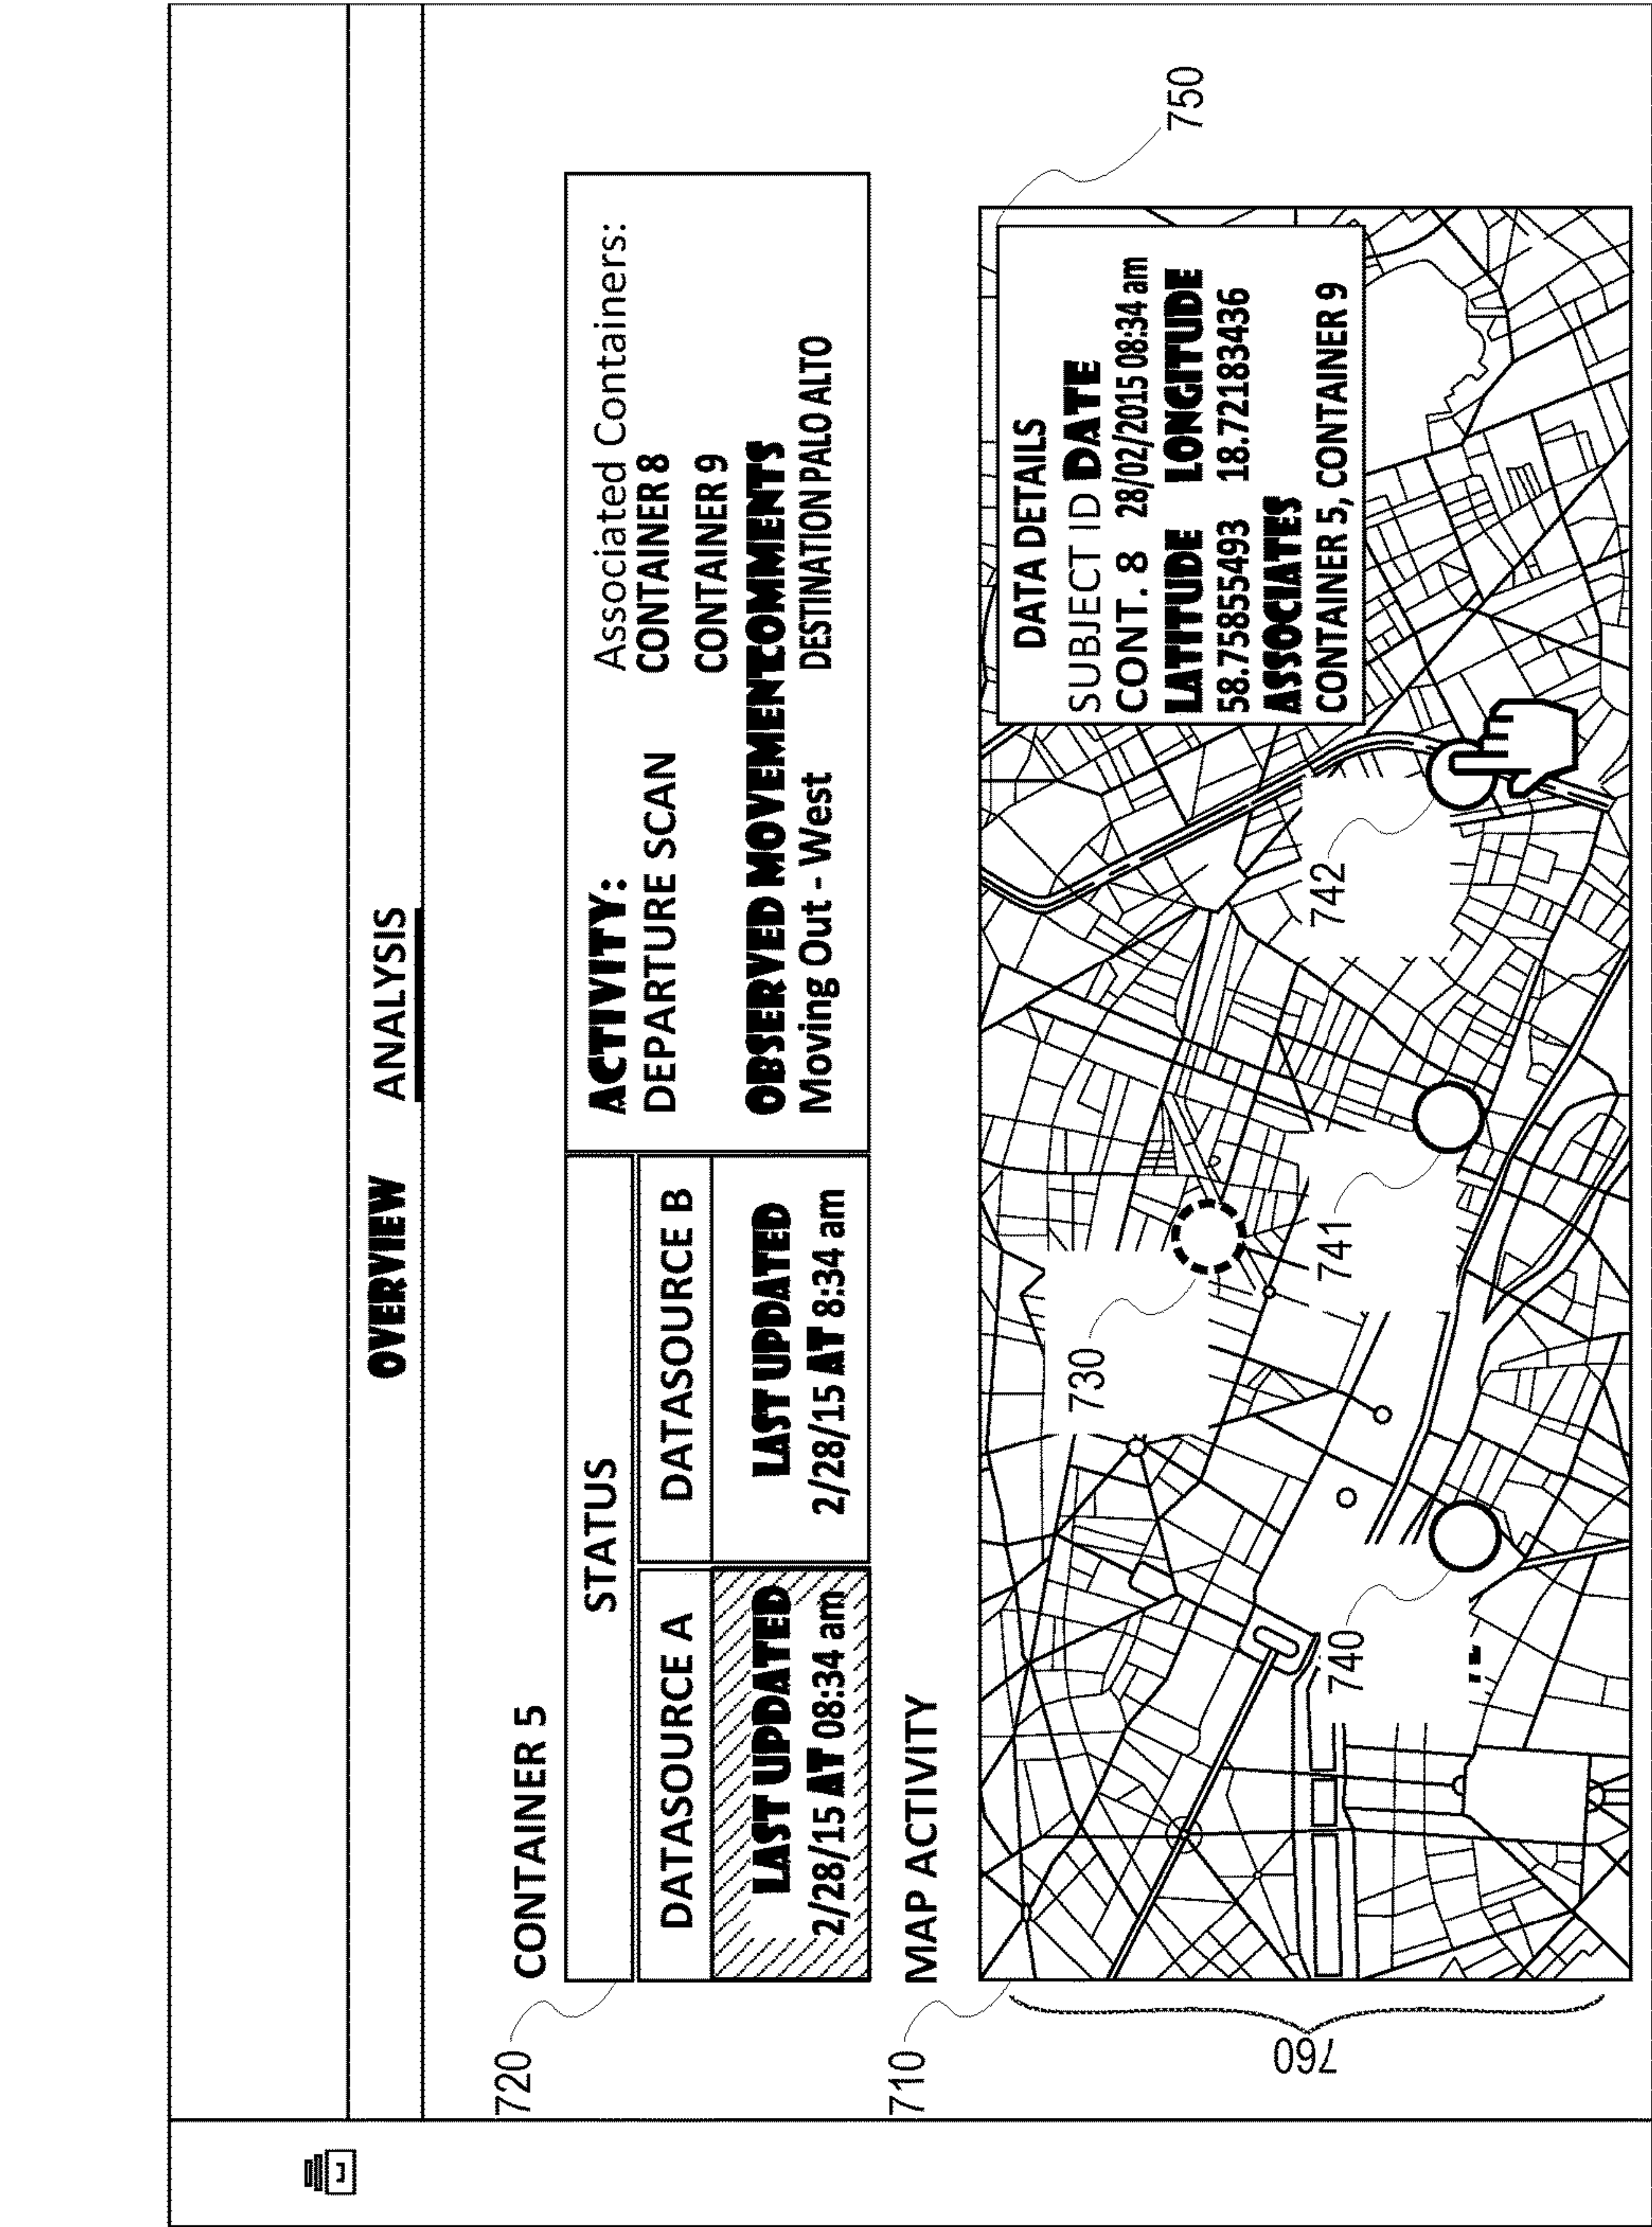 OVERVIEW ANALYSIS
CONTAINER 5
720
STATUS
DATASOURCE A
DATASOURCE B
LAST UPDATED
2/28/15 AT 08:34 am
LAST UPDATED
2/28/15 AT 8:34 am
ACTIVITY:
DEPARTURE SCAN
Associated Containers:
CONTAINER 8
CONTAINER 9
OBSERVED MOVEMENT COMMENTS
Moving Out - West DESTINATION PALO ALTO
MAP ACTIVITY
710
750
DATA DETAILS
SUBJECT ID DATE
CONT. 8 28/02/2015 08:34 am
LATITUDE LONGITUDE
58.75855493 18.72183436
ASSOCIATES
CONTAINER 5, CONTAINER 9
730
740
741
742
760